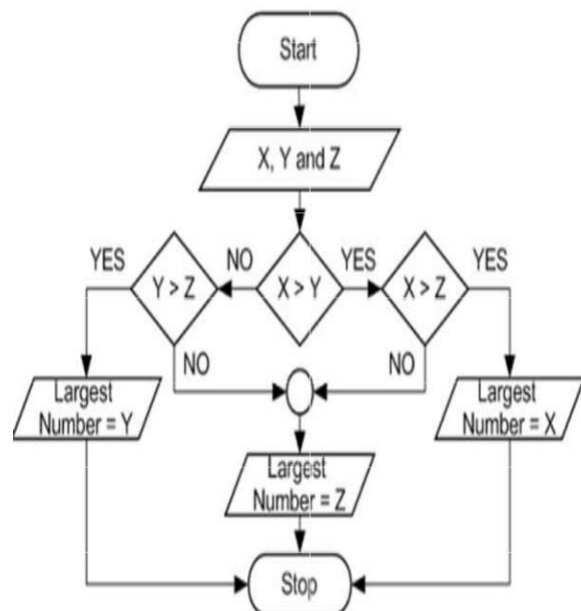 Start
X, Y and Z
YES
NO
YES
YES
Y > Z
X > Y
X > Z
NO
NO
Largest
Number = Y
Largest
Number = X
Largest
Number = Z
Stop